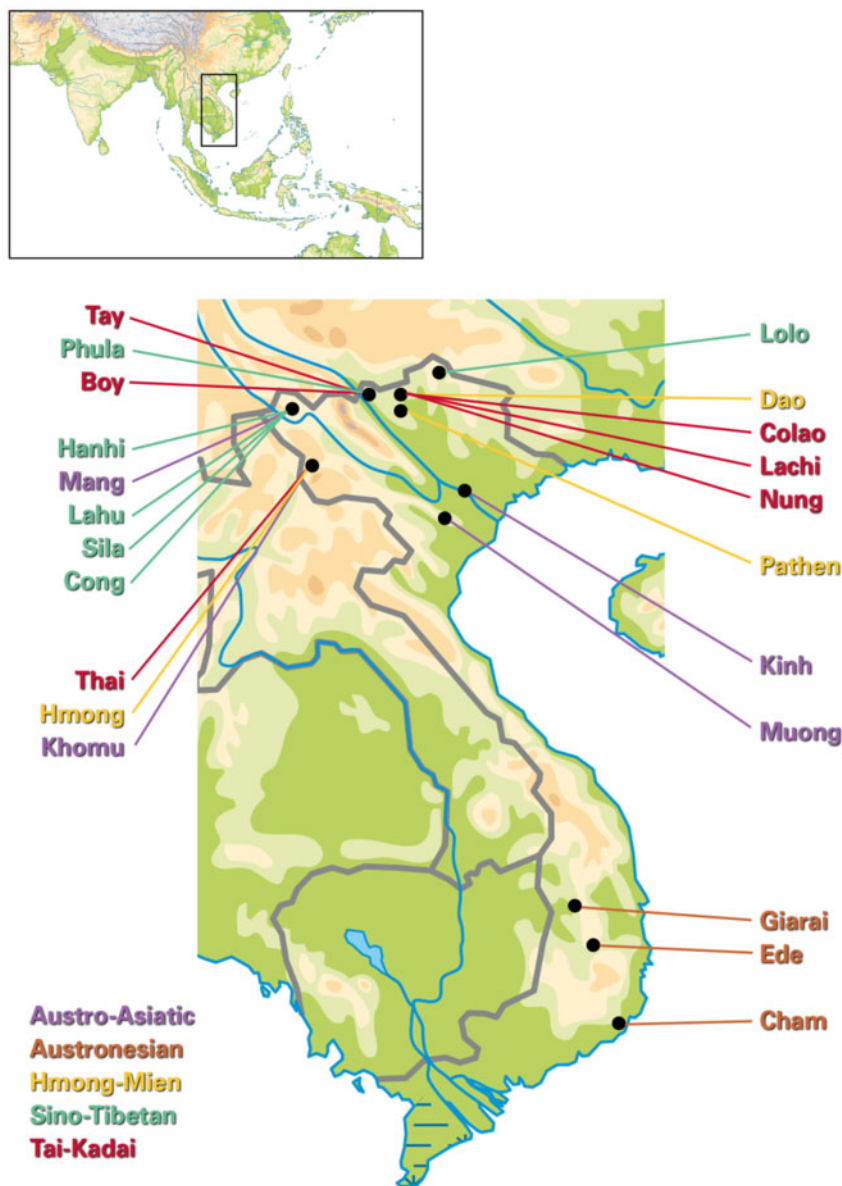 Tay
Phula
Boy
Hanhi
Mang
Lahu
Sila
Cong
Thai
Hmong
Khomu
Lolo
Dao
Colao
Lachi
Nung
Pathen
Kinh
Muong
Giarai
Ede
Cham
Austro-Asiatic
Austronesian
Hmong-Mien
Sino-Tibetan
Tai-Kadai